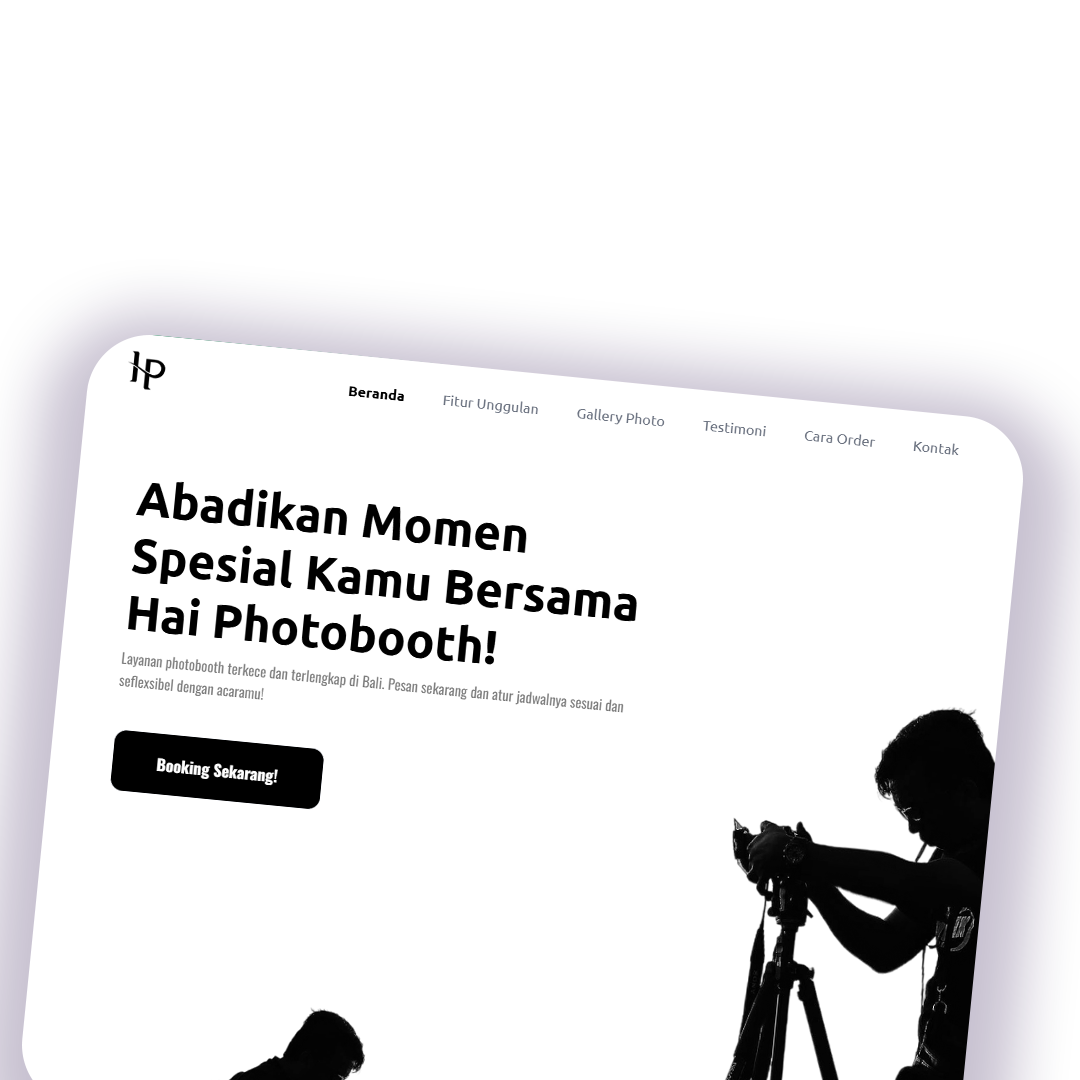 HP
Beranda Fitur Unggulan Gallery Photo Testimoni Cara Order Kontak
Abadikan Momen
Spesial Kamu Bersama
Hai Photobooth!
Layanan photobooth terkece dan terlengkap di Bali. Pesan sekarang dan atur jadwalnya sesuai dan
seflexsibel dengan acaramu!
Booking Sekarang!